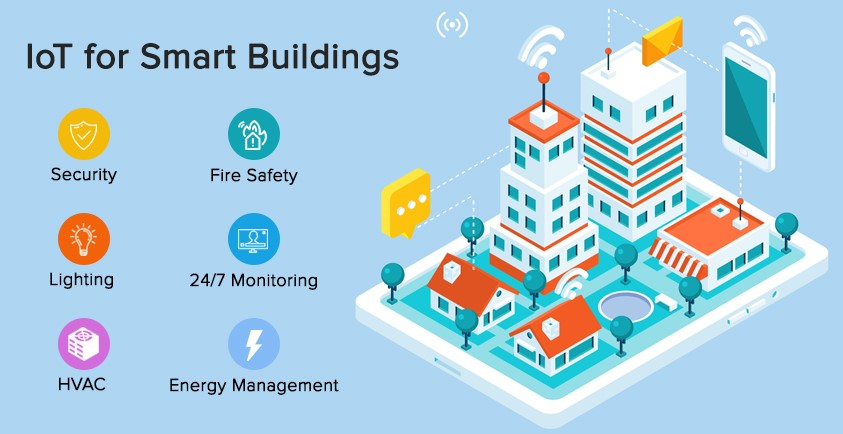 IoT for Smart Buildings
Security
Fire Safety
Lighting
24/7 Monitoring
HVAC
Energy Management